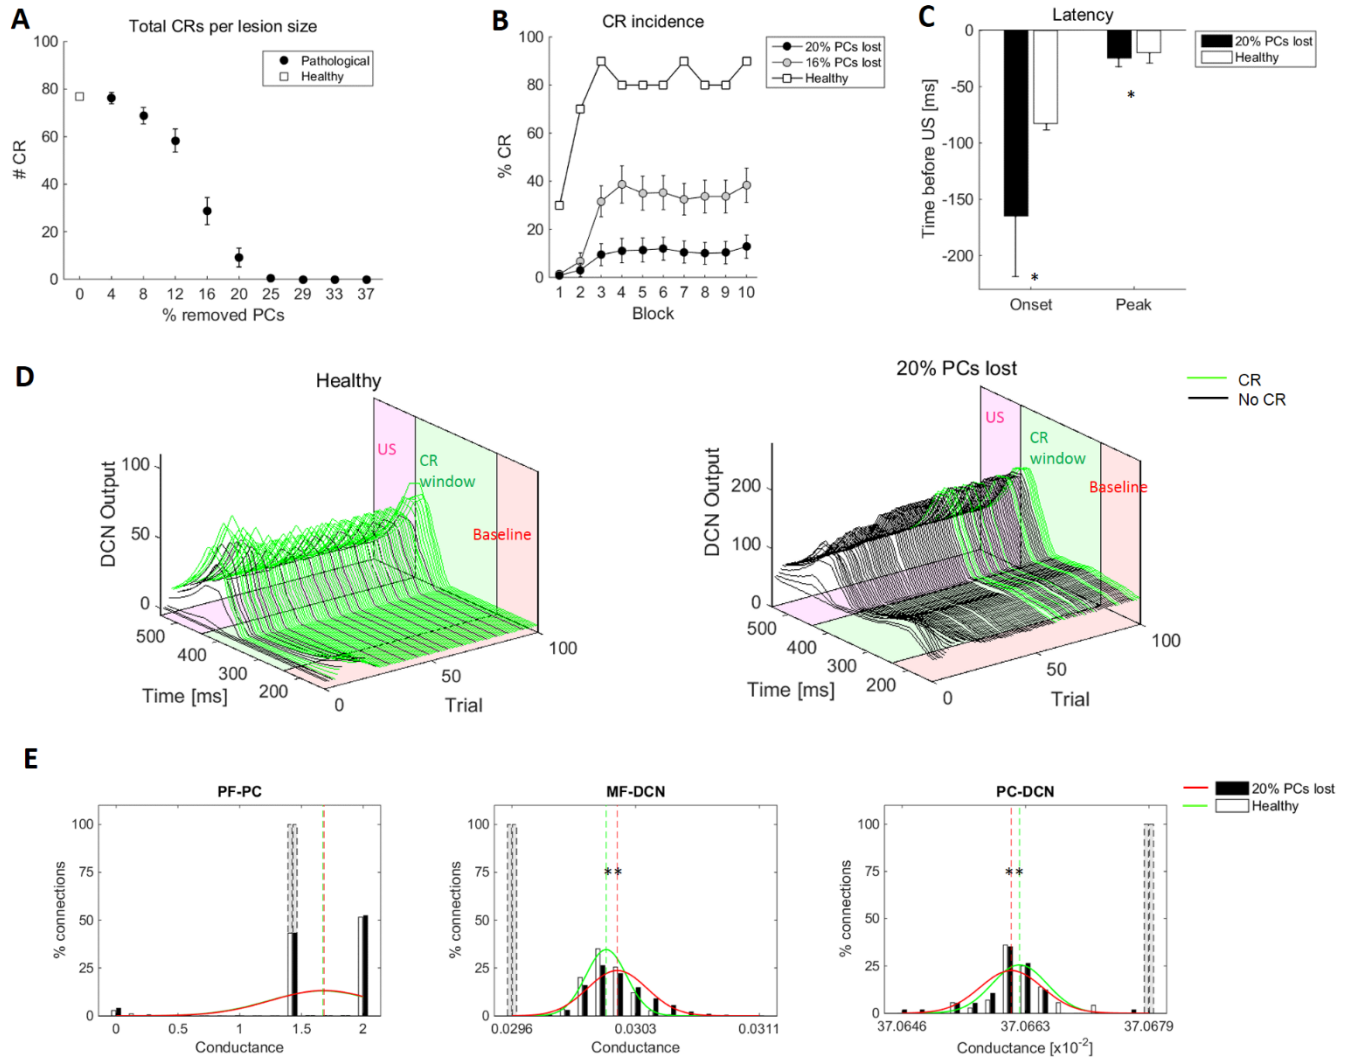 A
Total CRs per lesion size
100
80
60
40
20
0
# CR
Pathological
Healthy
0 4 8 12 16 20 25 29 33 37
% removed PCs
B
CR incidence
100
80
60
40
20
0
% CR
20% PCs lost
16% PCs lost
Healthy
1 2 3 4 5 6 7 8 9 10
Block
C
Latency
0
-50
-100
-150
-200
Time before US [ms]
20% PCs lost
Healthy
*
*
Onset Peak
D
Healthy
DCN Output
100
50
0
US
CR
window
Baseline
500
400
300
200
Time [ms]
0
50
100
Trial
20% PCs lost
DCN Output
200
100
0
US
CR
window
Baseline
500
400
300
200
Time [ms]
0
50
100
Trial
CR
No CR
E
PF-PC
% connections
100
75
50
25
0
0 0.5 1 1.5 2
Conductance
MF-DCN
% connections
100
75
50
25
0
**
0.0296 0.0303 0.0311
Conductance
PC-DCN
% connections
100
75
50
25
0
**
37.0646 37.0663 37.0679
Conductance [x10⁻²]
20% PCs lost
Healthy